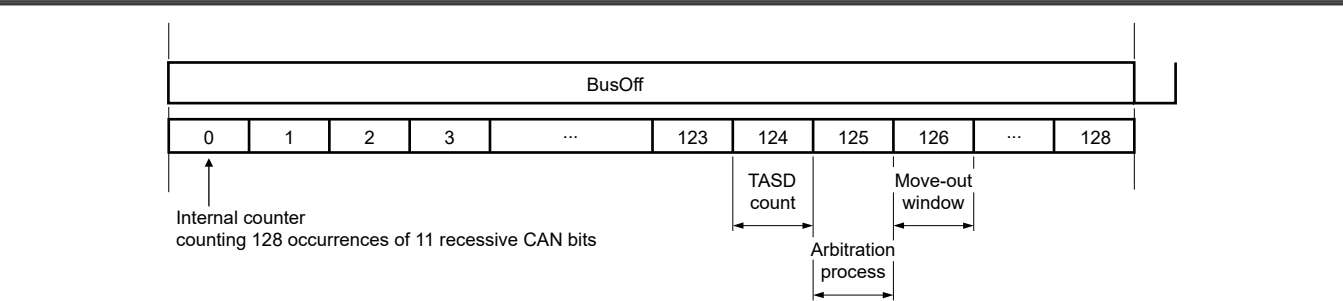 BusOff
0 1 2 3 ... 123 124 125 126 ... 128
TASD
count
Move-out
window
Internal counter
counting 128 occurrences of 11 recessive CAN bits
Arbitration
process